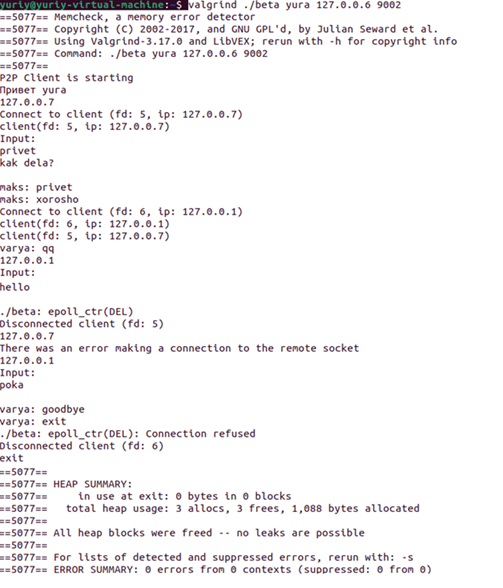 yuriy@yuriy-virtual-machine:~$ valgrind ./beta yura 127.0.0.6 9002
==5077== Memcheck, a memory error detector
==5077== Copyright (C) 2002-2017, and GNU GPL'd, by Julian Seward et al.
==5077== Using Valgrind-3.17.0 and LibVEX; rerun with -h for copyright info
==5077== Command: ./beta yura 127.0.0.6 9002
==5077==
P2P Client is starting
Привет yura
127.0.0.7
Connect to client (fd: 5, ip: 127.0.0.7)
client(fd: 5, ip: 127.0.0.7)
Input:
privet
kak dela?
maks: privet
maks: xorosho
Connect to client (fd: 6, ip: 127.0.0.1)
client(fd: 6, ip: 127.0.0.1)
client(fd: 5, ip: 127.0.0.7)
varya: qq
127.0.0.1
Input:
hello
./beta: epoll_ctr(DEL)
Disconnected client (fd: 5)
127.0.0.7
There was an error making a connection to the remote socket
127.0.0.1
Input:
poka
varya: goodbye
varya: exit
./beta: epoll_ctr(DEL): Connection refused
Disconnected client (fd: 6)
exit
==5077==
==5077== HEAP SUMMARY:
==5077==     in use at exit: 0 bytes in 0 blocks
==5077==   total heap usage: 3 allocs, 3 frees, 1,088 bytes allocated
==5077==
==5077== All heap blocks were freed -- no leaks are possible
==5077==
==5077== For lists of detected and suppressed errors, rerun with: -s
==5077== ERROR SUMMARY: 0 errors from 0 contexts (suppressed: 0 from 0)